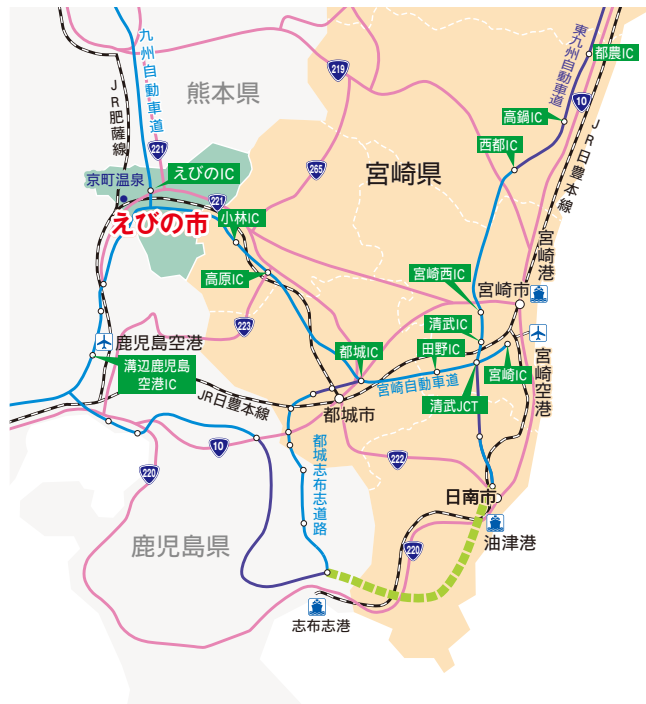 九州自動車道
東九州自動車道
都農IC
219
10
JR肥薩線
熊本県
高鍋IC
JR日豊本線
221
西都IC
京町温泉
えびのIC
265
宮崎県
221
えびの市
小林IC
宮崎港
高原IC
宮崎西IC
宮崎市
223
清武IC
鹿児島空港
都城IC
田野IC
宮崎IC
宮崎空港
溝辺鹿児島
空港IC
宮崎自動車道
清武JCT
JR日豊本線
都城市
10
都城志布志道路
222
220
日南市
鹿児島県
220
油津港
志布志港